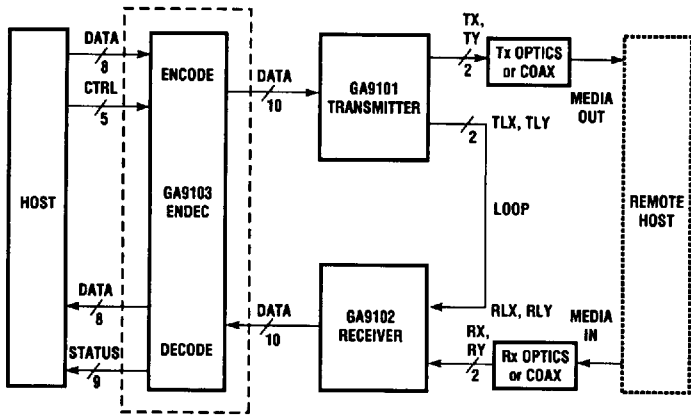 DATA
8
CTRL
5
HOST
DATA
8
STATUS
9
ENCODE
GA9103
ENDEC
DECODE
DATA
10
DATA
10
GA9101
TRANSMITTER
GA9102
RECEIVER
TX,
TY
2
TLX, TLY
2
LOOP
RLX, RLY
RX,
RY
2
Tx OPTICS
or COAX
MEDIA
OUT
MEDIA
IN
Rx OPTICS
or COAX
REMOTE
HOST